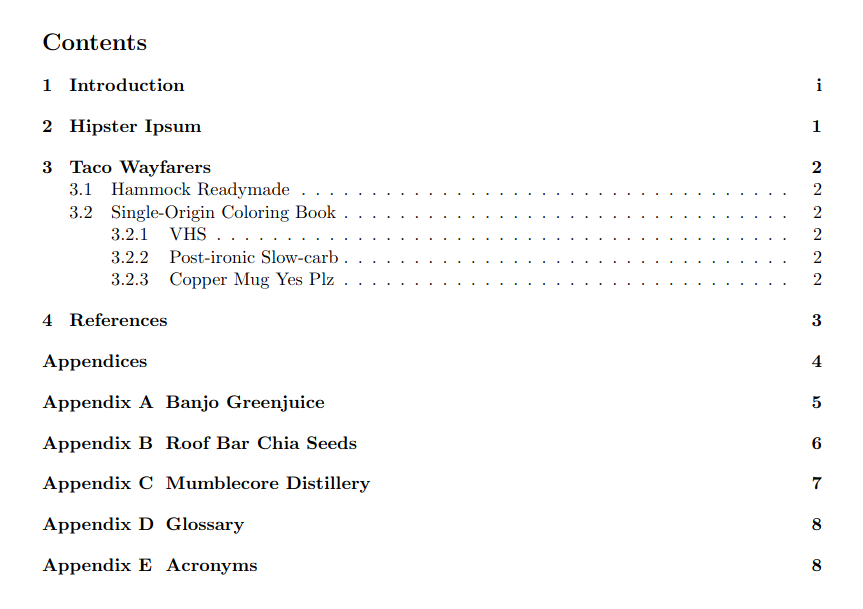 Contents
1 Introduction i
2 Hipster Ipsum 1
3 Taco Wayfarers 2
3.1 Hammock Readymade . . . . . . . . . . . . . . . . . . . . . . . . . . . . . . . . . . . 2
3.2 Single-Origin Coloring Book . . . . . . . . . . . . . . . . . . . . . . . . . . . . . . . . 2
3.2.1 VHS . . . . . . . . . . . . . . . . . . . . . . . . . . . . . . . . . . . . . . . . . 2
3.2.2 Post-ironic Slow-carb . . . . . . . . . . . . . . . . . . . . . . . . . . . . . . . . 2
3.2.3 Copper Mug Yes Plz . . . . . . . . . . . . . . . . . . . . . . . . . . . . . . . . 2
4 References 3
Appendices 4
Appendix A Banjo Greenjuice 5
Appendix B Roof Bar Chia Seeds 6
Appendix C Mumblecore Distillery 7
Appendix D Glossary 8
Appendix E Acronyms 8